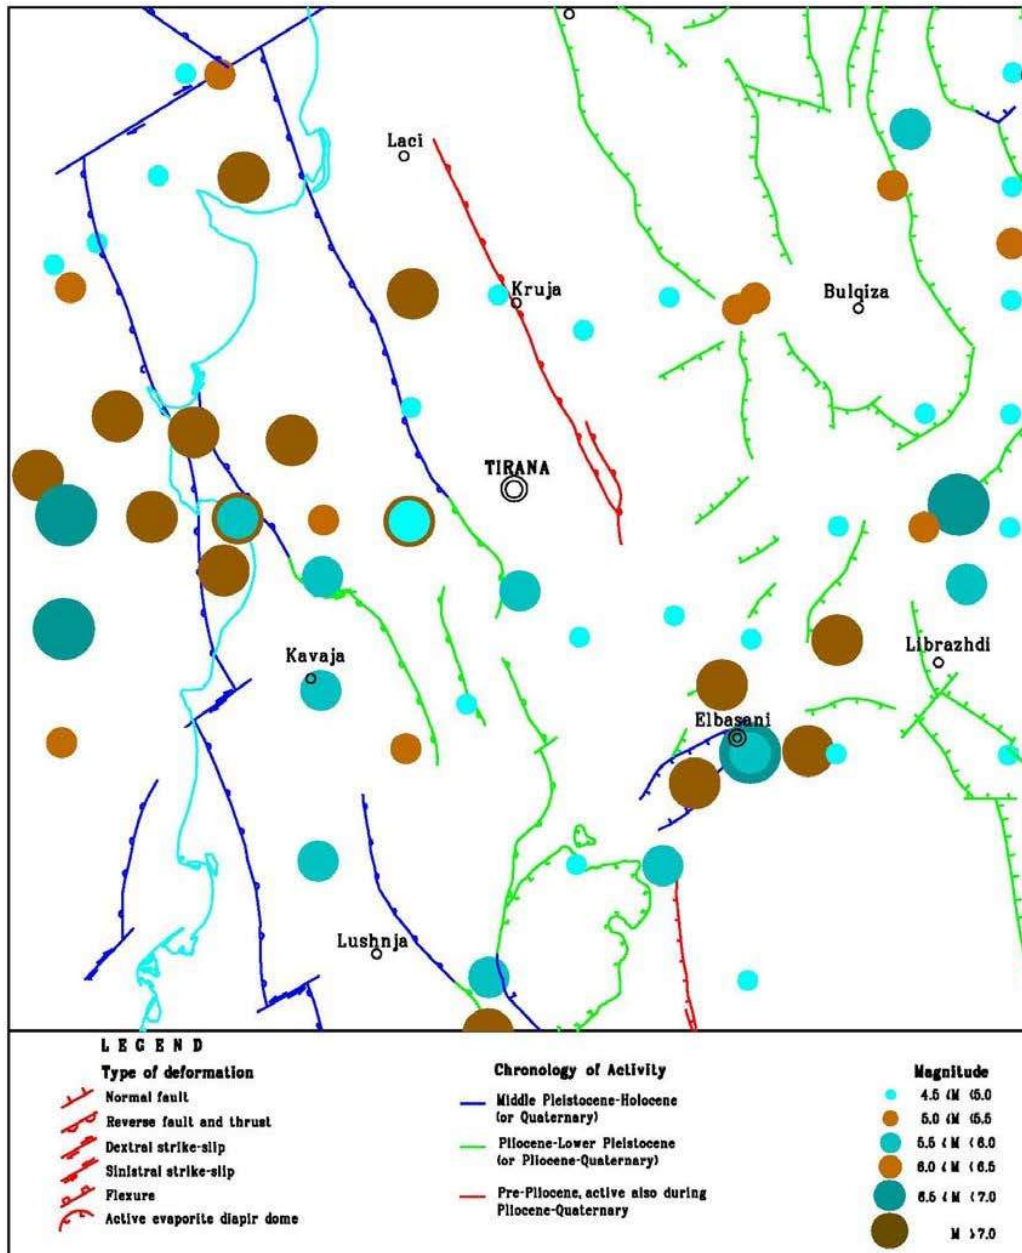 Laci
Kruja
Bulqiza
TIRANA
Librazhdi
Kavaja
Elbasani
Lushnja
LEGEND
Type of deformation
Normal fault
Reverse fault and thrust
Dextral strike-slip
Sinistral strike-slip
Flexure
Active evaporite diapir dome
Chronology of Activity
Middle Pleistocene-Holocene
(or Quaternary)
Pliocene-Lower Pleistocene
(or Pliocene-Quaternary)
Pre-Pliocene, active also during
Pliocene-Quaternary
Magnitude
4.5 < M < 5.0
5.0 < M < 5.5
5.5 < M < 6.0
6.0 < M < 6.5
6.5 < M < 7.0
M > 7.0